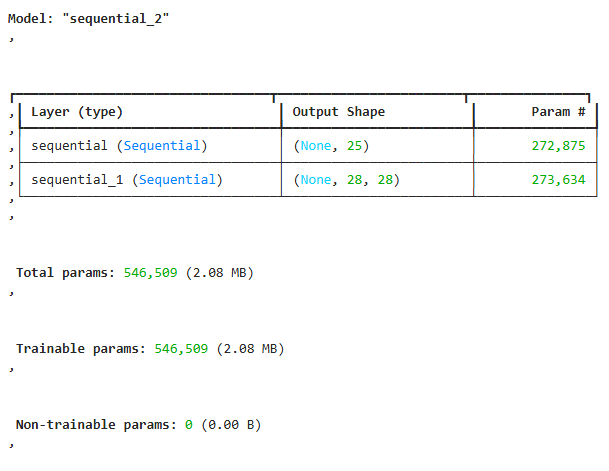 Model: "sequential_2"
,
,
Layer (type) Output Shape Param #
,
sequential (Sequential) (None, 25) 272,875
,
sequential_1 (Sequential) (None, 28, 28) 273,634
,
,
Total params: 546,509 (2.08 MB)
,
Trainable params: 546,509 (2.08 MB)
,
Non-trainable params: 0 (0.00 B)
,